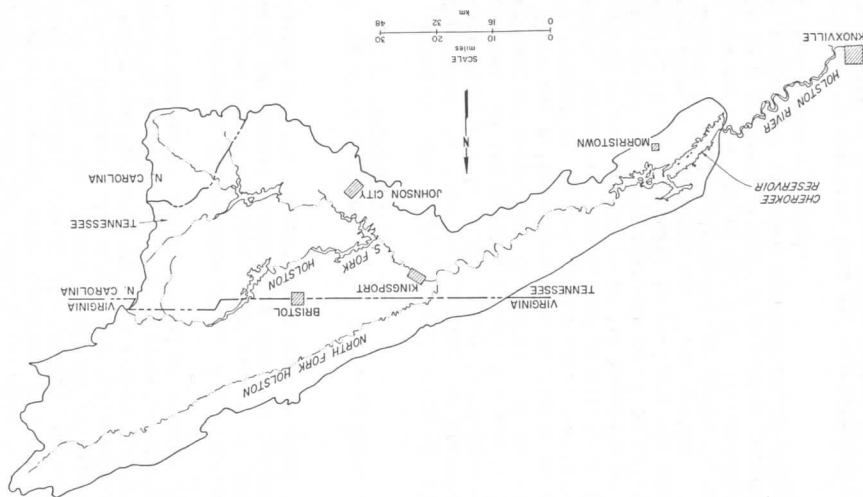 NORTH FORK HOLSTON
VIRGINIA
TENNESSEE
BRISTOL
VIRGINIA
N. CAROLINA
KINGSPORT
S. FORK
HOLSTON
TENNESSEE
N.
CAROLINA
JOHNSON CITY
CHEROKEE
RESERVOIR
MORRISTOWN
HOLSTON RIVER
KNOXVILLE
N
SCALE
miles
0 10 20 30
0 16 32 48
km